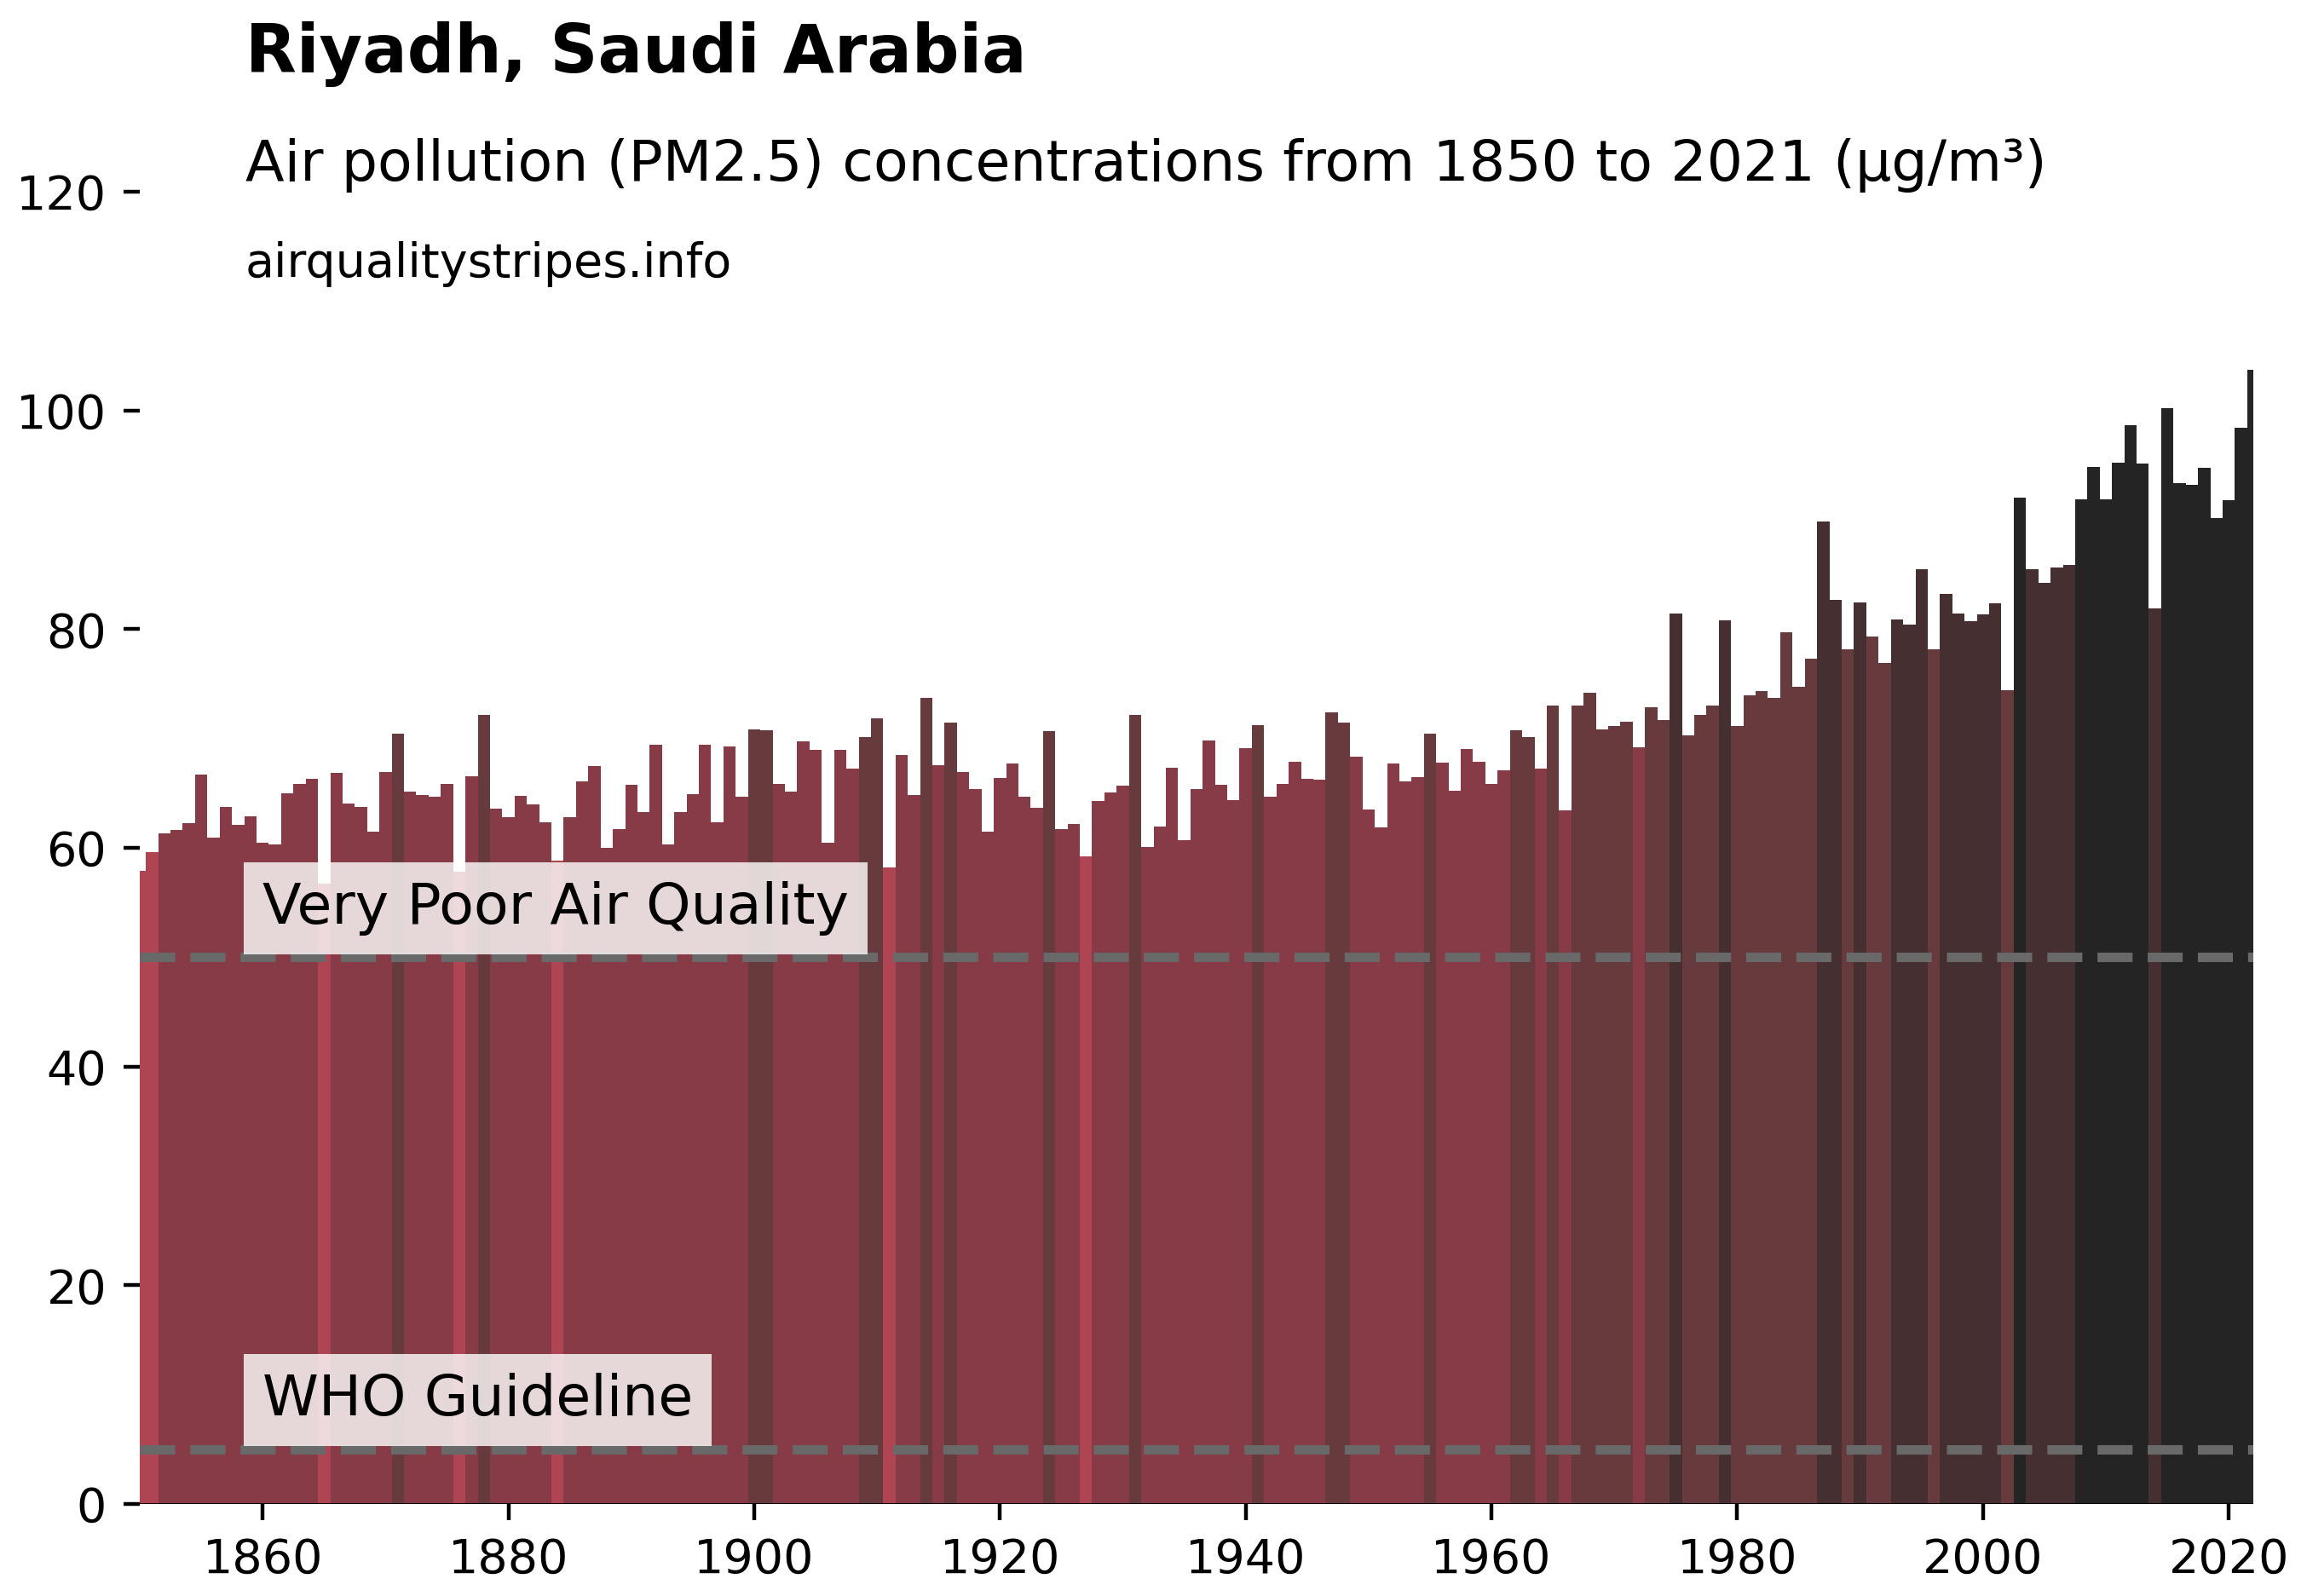 Riyadh, Saudi Arabia
Air pollution (PM2.5) concentrations from 1850 to 2021 (µg/m³)
airqualitystripes.info
120
100
80
60
40
20
0
Very Poor Air Quality
WHO Guideline
1860 1880 1900 1920 1940 1960 1980 2000 2020